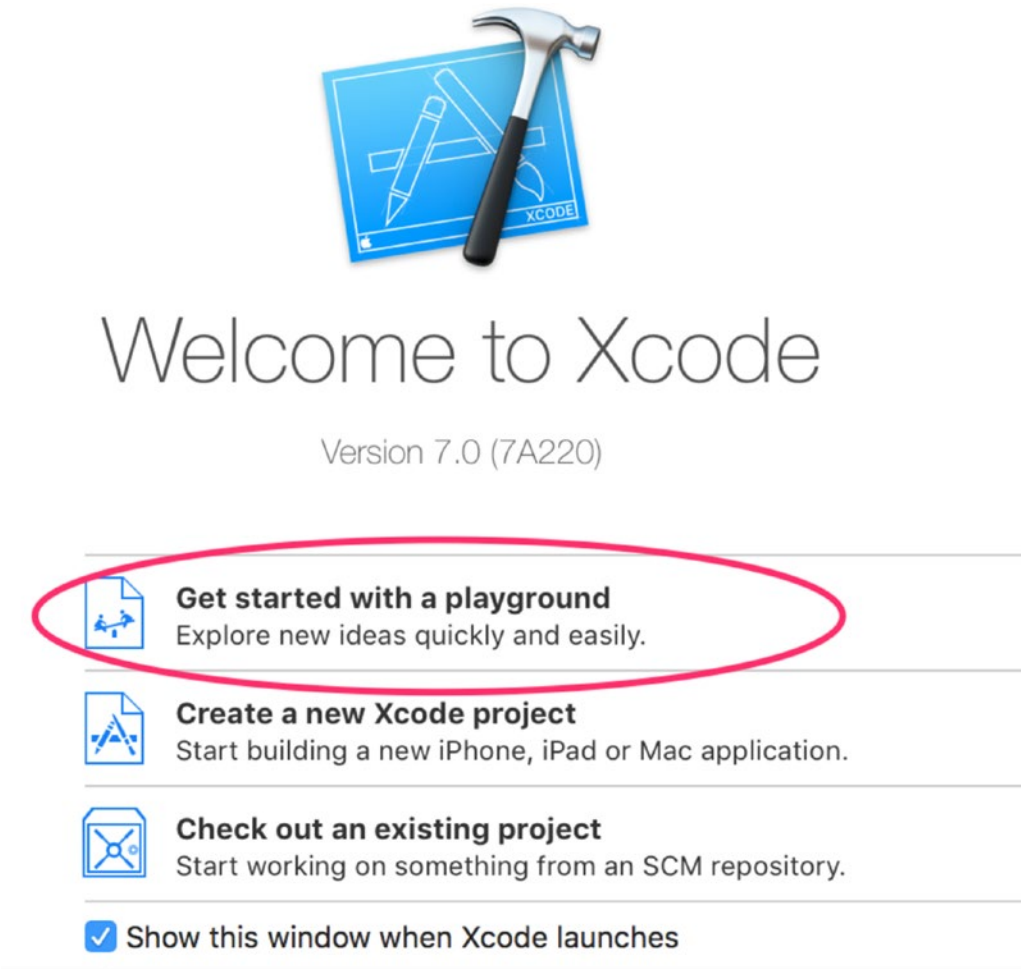 XCODE
Welcome to Xcode
Version 7.0 (7A220)
Get started with a playground
Explore new ideas quickly and easily.
Create a new Xcode project
Start building a new iPhone, iPad or Mac application.
Check out an existing project
Start working on something from an SCM repository.
Show this window when Xcode launches